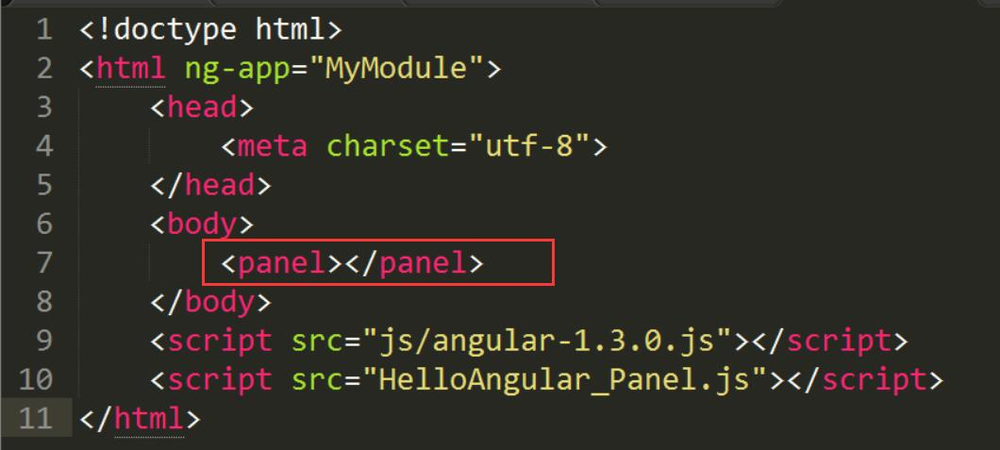 1 <!doctype html>
2 <html ng-app="MyModule">
3     <head>
4         <meta charset="utf-8">
5     </head>
6     <body>
7         <panel></panel>
8     </body>
9     <script src="js/angular-1.3.0.js"></script>
10     <script src="HelloAngular_Panel.js"></script>
11 </html>